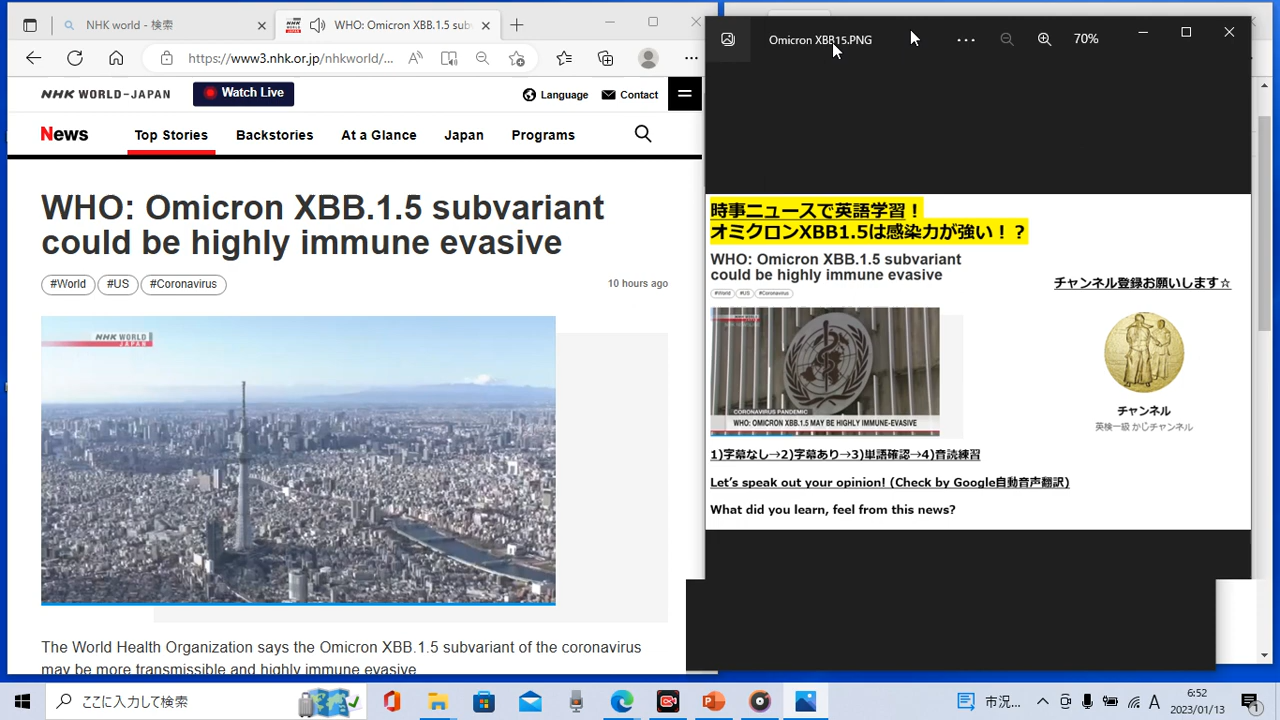 NHK world - 検索
WHO: Omicron XBB.1.5 sub
https://www3.nhk.or.jp/nhkworld/...
NHK WORLD-JAPAN
Watch Live
Language
Contact
News
Top Stories
Backstories
At a Glance
Japan
Programs
WHO: Omicron XBB.1.5 subvariant
could be highly immune evasive
#World
#US
#Coronavirus
10 hours ago
NHK WORLD
JAPAN
The World Health Organization says the Omicron XBB.1.5 subvariant of the coronavirus
may be more transmissible and highly immune evasive
Omicron XBB15.PNG
70%
時事ニュースで英語学習！
オミクロンXBB1.5は感染力が強い！？
WHO: Omicron XBB.1.5 subvariant
could be highly immune evasive
#World
#US
#Coronavirus
チャンネル登録お願いします☆
CORONAVIRUS PANDEMIC
WHO: OMICRON XBB.1.5 MAY BE HIGHLY IMMUNE-EVASIVE
チャンネル
英検一級 かじチャンネル
1)字幕なし→2)字幕あり→3)単語確認→4)音読練習
Let's speak out your opinion! (Check by Google自動音声翻訳)
What did you learn, feel from this news?
ここに入力して検索
市況...
A
6:52
2023/01/13